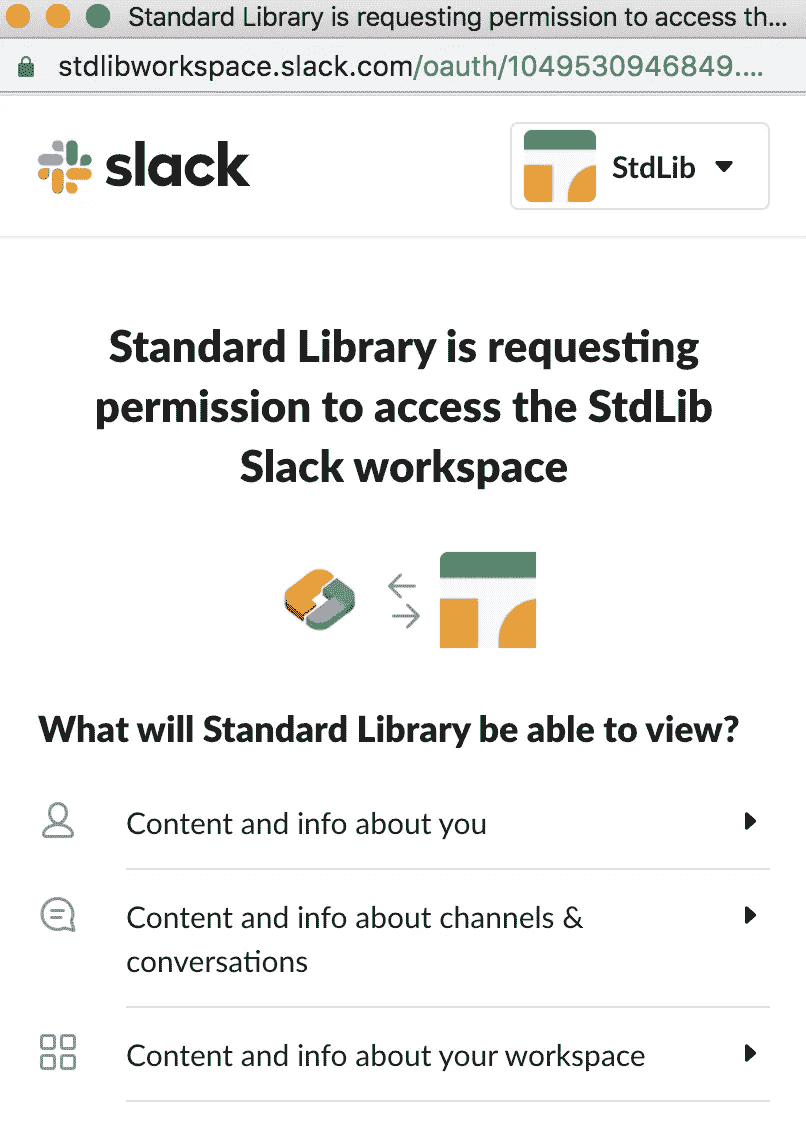 Standard Library is requesting permission to access th...
stdlibworkspace.slack.com/oauth/1049530946849....
slack
StdLib
Standard Library is requesting
permission to access the StdLib
Slack workspace
What will Standard Library be able to view?
Content and info about you
Content and info about channels &
conversations
Content and info about your workspace